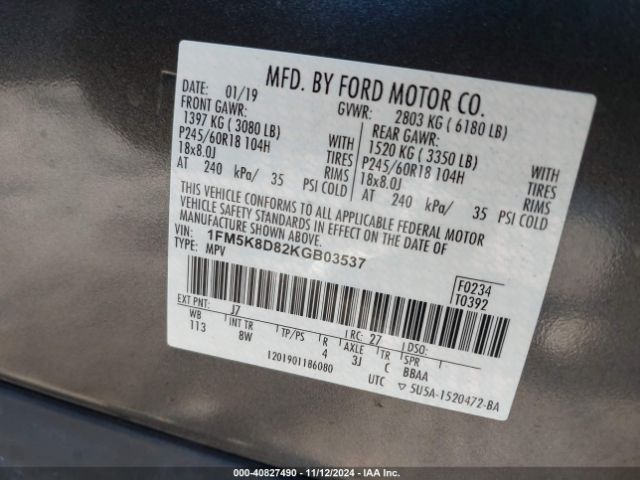 MFD. BY FORD MOTOR CO.
DATE: 01/19 GVWR: 2803 KG ( 6180 LB)
FRONT GAWR: REAR GAWR:
1397 KG ( 3080 LB) WITH 1520 KG ( 3350 LB) WITH
P245/60R18 104H TIRES P245/60R18 104H TIRES
18x8.0J RIMS 18x8.0J RIMS
AT 240 kPa/ 35 PSI COLD AT 240 kPa/ 35 PSI COLD
THIS VEHICLE CONFORMS TO ALL APPLICABLE FEDERAL MOTOR
VEHICLE SAFETY STANDARDS IN EFFECT ON THE DATE OF
MANUFACTURE SHOWN ABOVE.
VIN: 1FM5K8D82KGB03537
TYPE: MPV
F0234
T0392
EXT PNT: J7 RC: 27 DSO:
WB INT TR TP/PS R AXLE TR SPR
113 8W 4 3J C BBAA
1201901186080 UTC ▽ 5U5A-1520472-BA
000-40827490 - 11/12/2024 - IAA Inc.